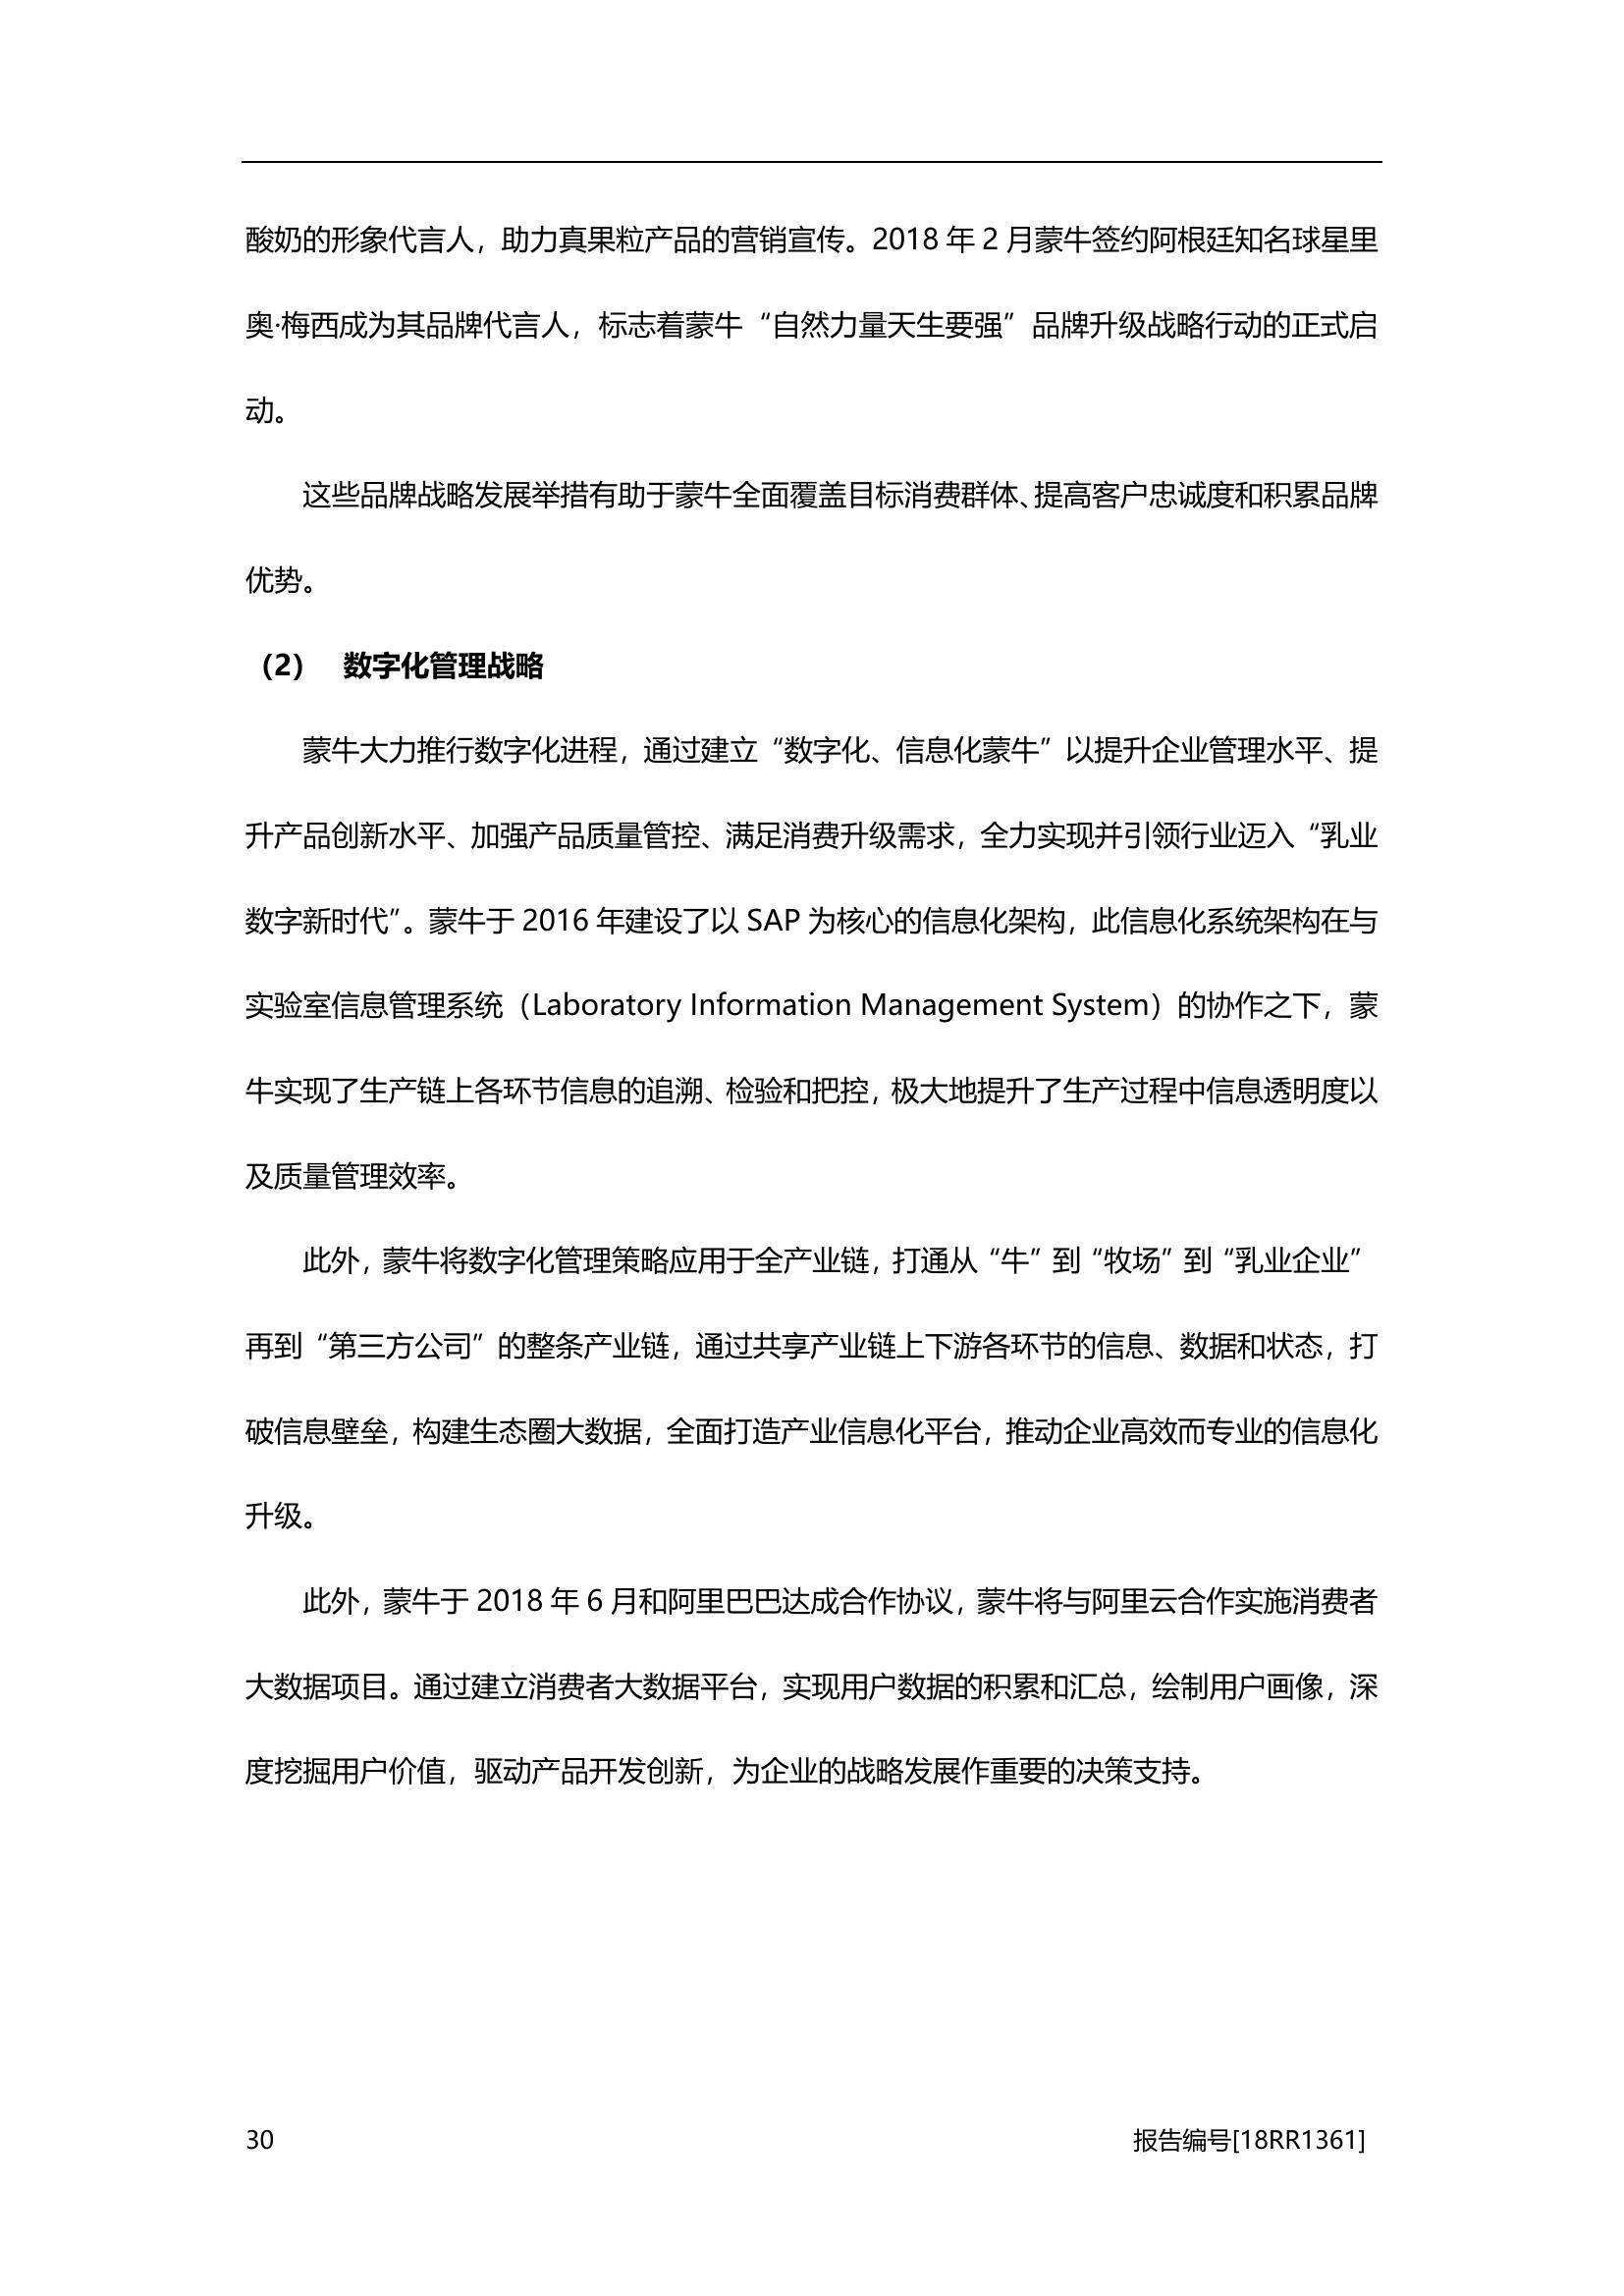 酸奶的形象代言人，助力真果粒产品的营销宣传。2018 年 2 月蒙牛签约阿根廷知名球星里
奥·梅西成为其品牌代言人，标志着蒙牛“自然力量天生要强”品牌升级战略行动的正式启
动。
这些品牌战略发展举措有助于蒙牛全面覆盖目标消费群体、提高客户忠诚度和积累品牌
优势。
（2） 数字化管理战略
蒙牛大力推行数字化进程，通过建立“数字化、信息化蒙牛”以提升企业管理水平、提
升产品创新水平、加强产品质量管控、满足消费升级需求，全力实现并引领行业迈入“乳业
数字新时代”。蒙牛于 2016 年建设了以 SAP 为核心的信息化架构，此信息化系统架构在与
实验室信息管理系统（Laboratory Information Management System）的协作之下，蒙
牛实现了生产链上各环节信息的追溯、检验和把控，极大地提升了生产过程中信息透明度以
及质量管理效率。
此外，蒙牛将数字化管理策略应用于全产业链，打通从“牛”到“牧场”到“乳业企业”
再到“第三方公司”的整条产业链，通过共享产业链上下游各环节的信息、数据和状态，打
破信息壁垒，构建生态圈大数据，全面打造产业信息化平台，推动企业高效而专业的信息化
升级。
此外，蒙牛于 2018 年 6 月和阿里巴巴达成合作协议，蒙牛将与阿里云合作实施消费者
大数据项目。通过建立消费者大数据平台，实现用户数据的积累和汇总，绘制用户画像，深
度挖掘用户价值，驱动产品开发创新，为企业的战略发展作重要的决策支持。
30
报告编号[18RR1361]